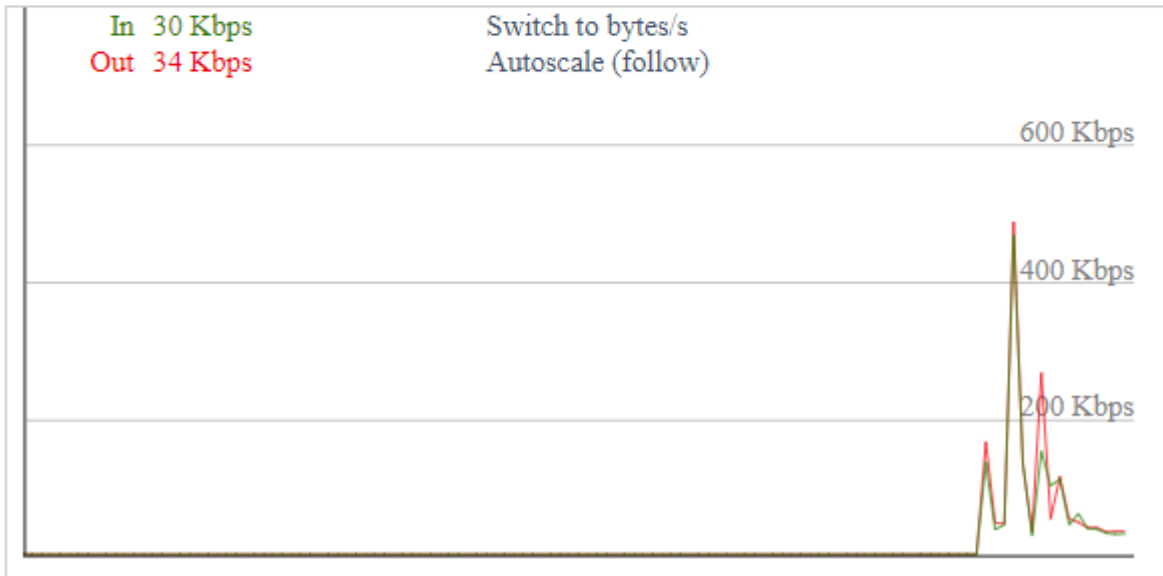 In 30 Kbps Switch to bytes/s
Out 34 Kbps Autoscale (follow)
600 Kbps
400 Kbps
200 Kbps